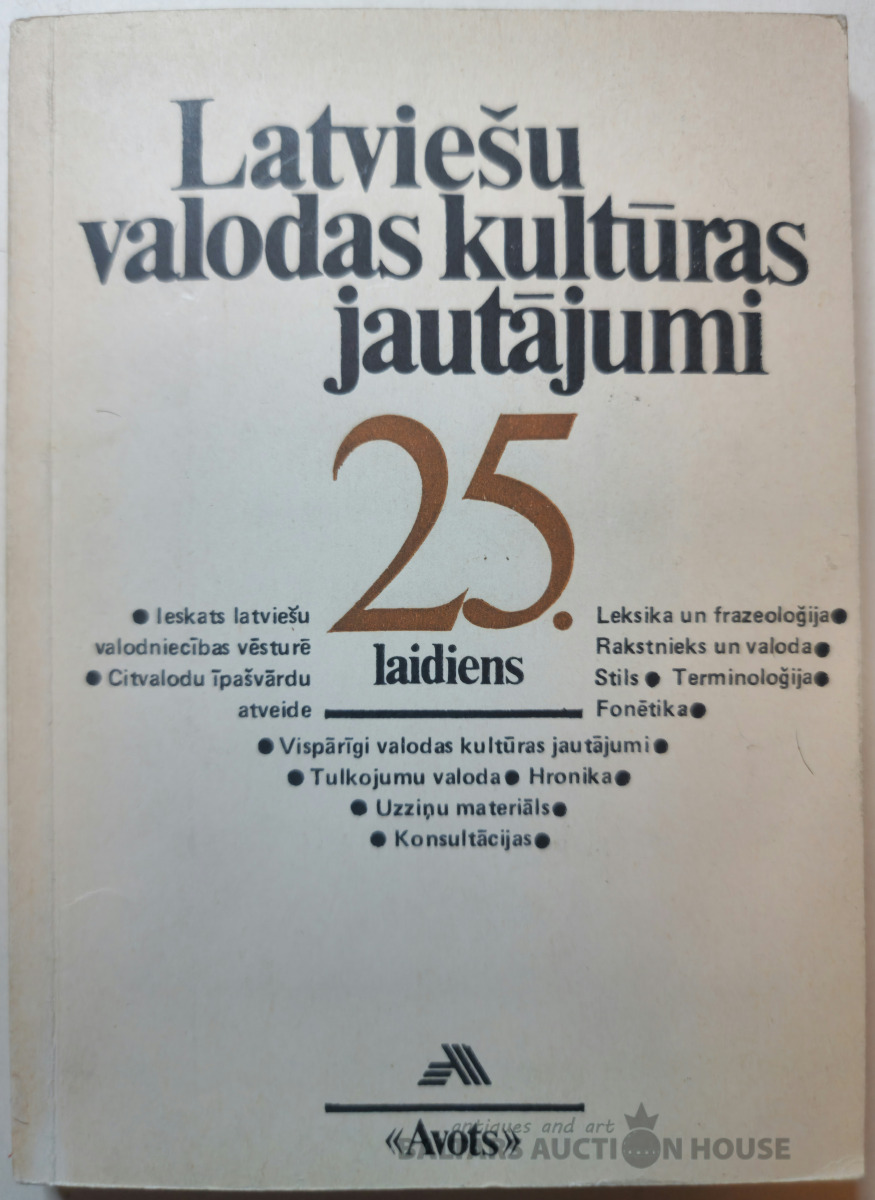 Latviešu
valodas kultūras
jautājumi
25.
laidiens
● Ieskats latviešu
valodniecības vēsturē
● Citvalodu īpašvārdu
atveide
Leksika un frazeoloģija●
Rakstnieks un valoda●
Stils ● Terminoloģija●
Fonētika●
● Vispārīgi valodas kultūras jautājumi●
● Tulkojumu valoda● Hronika●
● Uzziņu materiāls●
● Konsultācijas●
«Avots»
antiques and art
AUCTION HOUSE